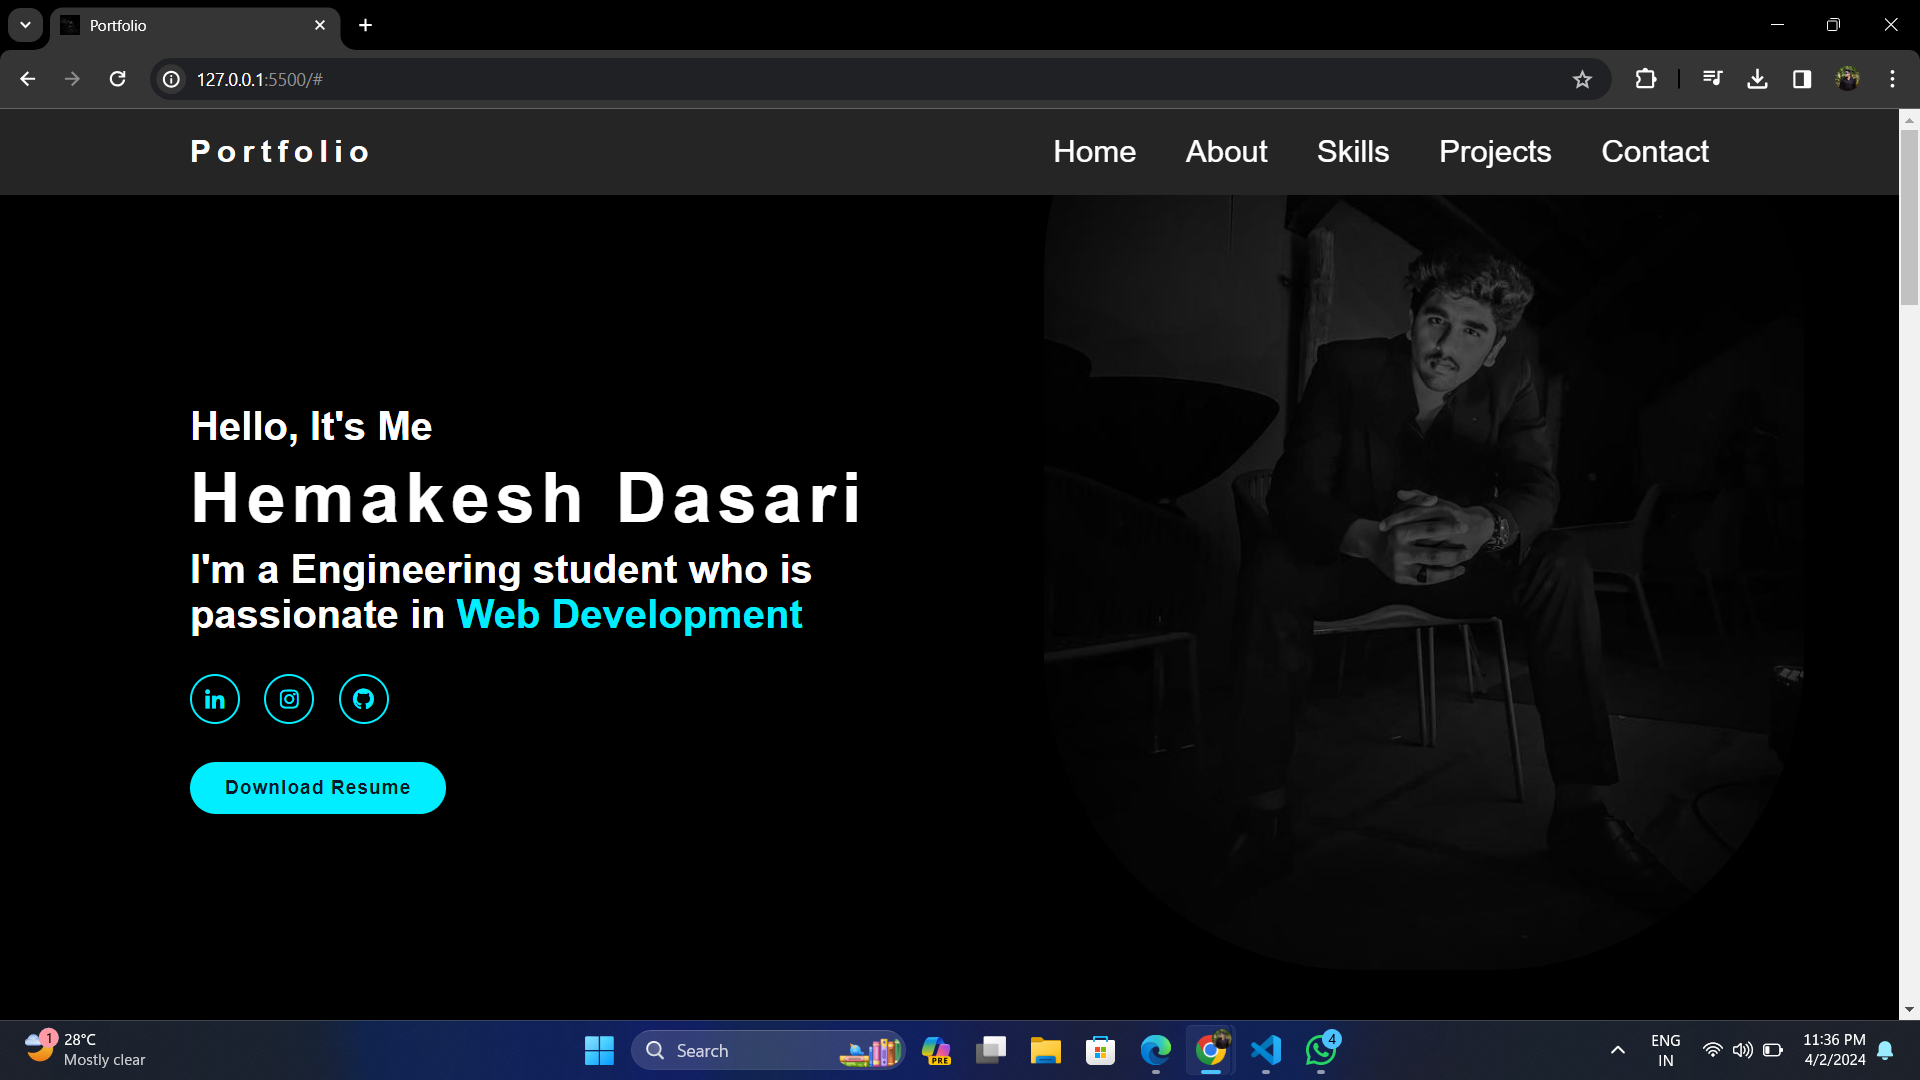 Portfolio
127.0.0.1:5500/#
Portfolio
Home About Skills Projects Contact
Hello, It's Me
Hemakesh Dasari
I'm a Engineering student who is
passionate in Web Development
in
Download Resume
1
28°C
Mostly clear
Search
PRE
4
ENG
IN
11:36 PM
4/2/2024